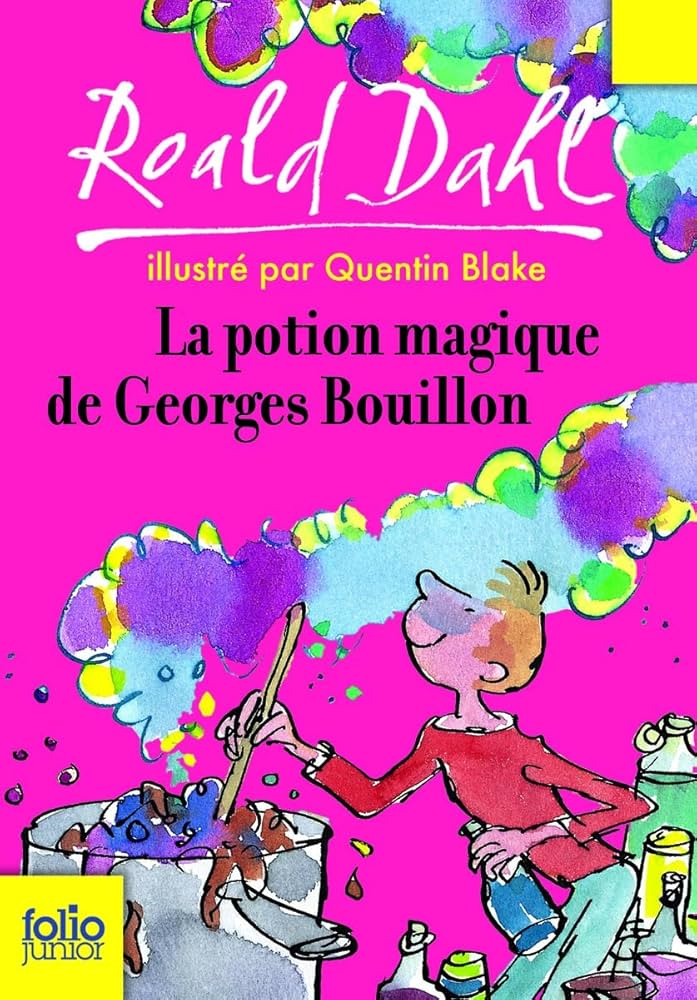 Roald Dahl
illustré par Quentin Blake
La potion magique
de Georges Bouillon
folio
junior